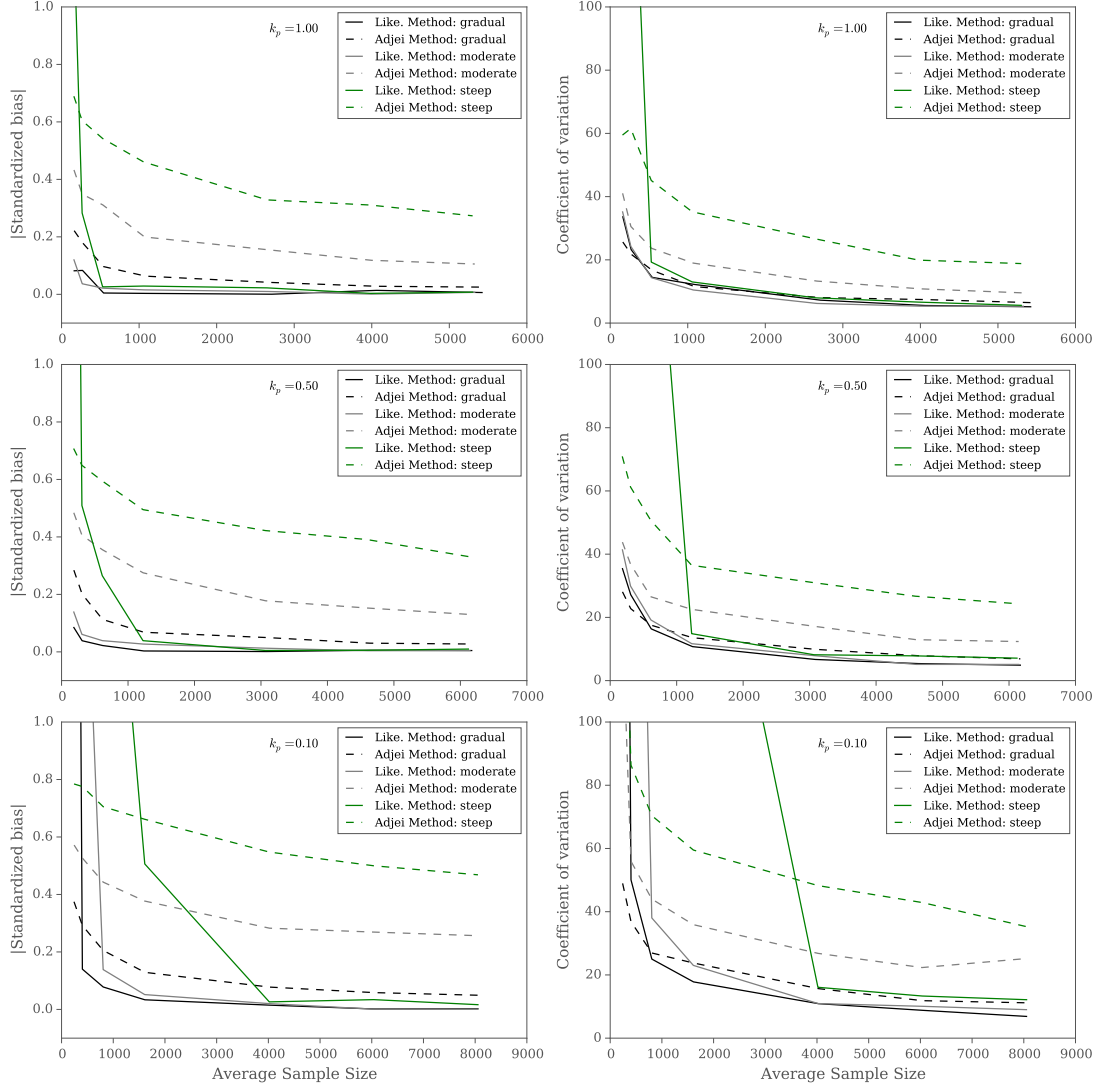 |Standardized bias|
1.0
0.8
0.6
0.4
0.2
0.0
0 1000 2000 3000 4000 5000 6000
k_p =1.00
Like. Method: gradual
Adjei Method: gradual
Like. Method: moderate
Adjei Method: moderate
Like. Method: steep
Adjei Method: steep
Coefficient of variation
100
80
60
40
20
0
0 1000 2000 3000 4000 5000 6000
k_p =1.00
Like. Method: gradual
Adjei Method: gradual
Like. Method: moderate
Adjei Method: moderate
Like. Method: steep
Adjei Method: steep
|Standardized bias|
1.0
0.8
0.6
0.4
0.2
0.0
0 1000 2000 3000 4000 5000 6000 7000
k_p =0.50
Like. Method: gradual
Adjei Method: gradual
Like. Method: moderate
Adjei Method: moderate
Like. Method: steep
Adjei Method: steep
Coefficient of variation
100
80
60
40
20
0
0 1000 2000 3000 4000 5000 6000 7000
k_p =0.50
Like. Method: gradual
Adjei Method: gradual
Like. Method: moderate
Adjei Method: moderate
Like. Method: steep
Adjei Method: steep
|Standardized bias|
1.0
0.8
0.6
0.4
0.2
0.0
0 1000 2000 3000 4000 5000 6000 7000 8000 9000
Average Sample Size
k_p =0.10
Like. Method: gradual
Adjei Method: gradual
Like. Method: moderate
Adjei Method: moderate
Like. Method: steep
Adjei Method: steep
Coefficient of variation
100
80
60
40
20
0
0 1000 2000 3000 4000 5000 6000 7000 8000 9000
Average Sample Size
k_p =0.10
Like. Method: gradual
Adjei Method: gradual
Like. Method: moderate
Adjei Method: moderate
Like. Method: steep
Adjei Method: steep